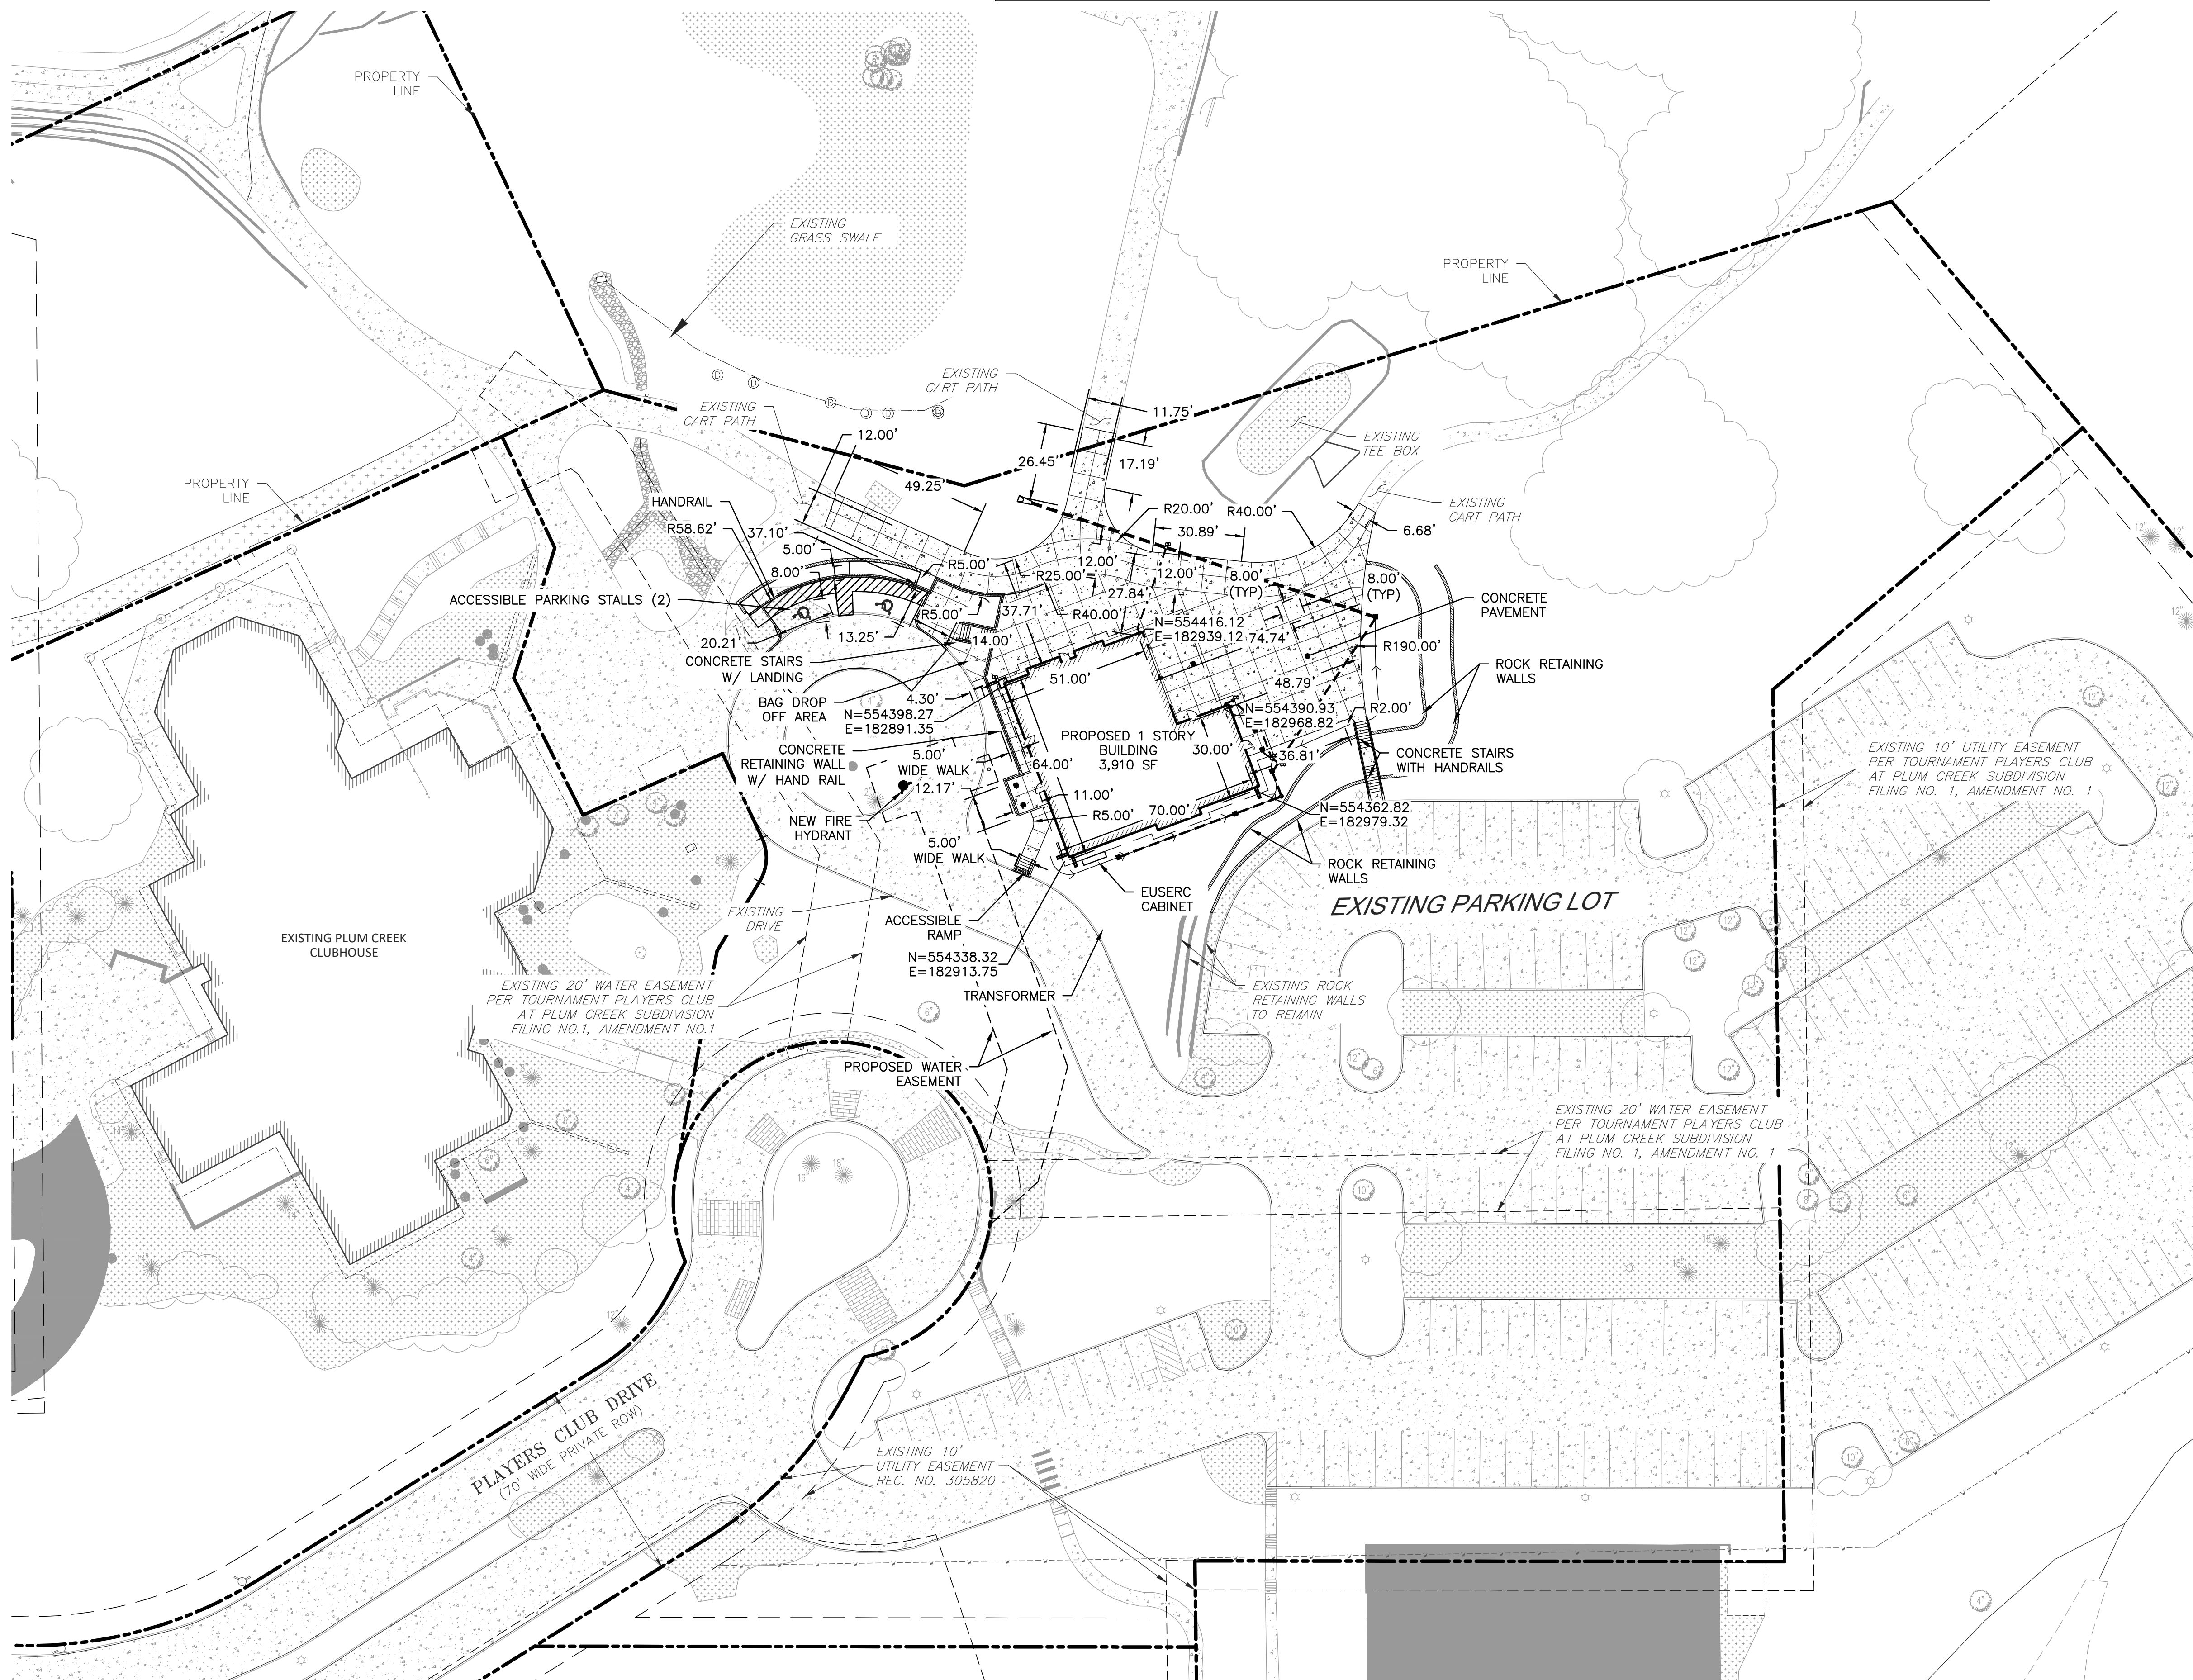 PROPERTY
LINE
EXISTING
GRASS SWALE
PROPERTY
LINE
EXISTING
CART PATH
EXISTING
CART PATH
11.75'
12.00'
26.45'
17.19'
EXISTING
TEE BOX
PROPERTY
LINE
49.25'
HANDRAIL
R58.62'
37.10'
5.00'
8.00'
R20.00'
R40.00'
30.89'
EXISTING
CART PATH
6.68'
R5.00'
R25.00'
12.00'
12.00'
8.00'
(TYP)
8.00'
(TYP)
ACCESSIBLE PARKING STALLS (2)
R5.00'
37.71'
R40.00'
27.84'
CONCRETE
PAVEMENT
N=554416.12
E=182939.12
74.74'
20.21'
13.25'
14.00'
R190.00'
CONCRETE STAIRS
W/ LANDING
ROCK RETAINING
WALLS
51.00'
48.79'
BAG DROP
OFF AREA
4.30'
N=554398.27
E=182891.35
N=554390.93
E=182968.82
R2.00'
PROPOSED 1 STORY
BUILDING
3,910 SF
30.00'
36.81'
CONCRETE
RETAINING WALL
W/ HAND RAIL
5.00'
WIDE WALK
64.00'
CONCRETE STAIRS
WITH HANDRAILS
EXISTING 10' UTILITY EASEMENT
PER TOURNAMENT PLAYERS CLUB
AT PLUM CREEK SUBDIVISION
FILING NO. 1, AMENDMENT NO. 1
12.17'
11.00'
R5.00'
70.00'
N=554362.82
E=182979.32
NEW FIRE
HYDRANT
5.00'
WIDE WALK
ROCK RETAINING
WALLS
EUSERC
CABINET
EXISTING PARKING LOT
EXISTING
DRIVE
ACCESSIBLE
RAMP
EXISTING PLUM CREEK
CLUBHOUSE
N=554338.32
E=182913.75
EXISTING 20' WATER EASEMENT
PER TOURNAMENT PLAYERS CLUB
AT PLUM CREEK SUBDIVISION
FILING NO.1, AMENDMENT NO.1
TRANSFORMER
EXISTING ROCK
RETAINING WALLS
TO REMAIN
PROPOSED WATER
EASEMENT
EXISTING 20' WATER EASEMENT
PER TOURNAMENT PLAYERS CLUB
AT PLUM CREEK SUBDIVISION
FILING NO. 1, AMENDMENT NO. 1
PLAYERS CLUB DRIVE
(70' WIDE PRIVATE ROW)
EXISTING 10'
UTILITY EASEMENT
REC. NO. 305820